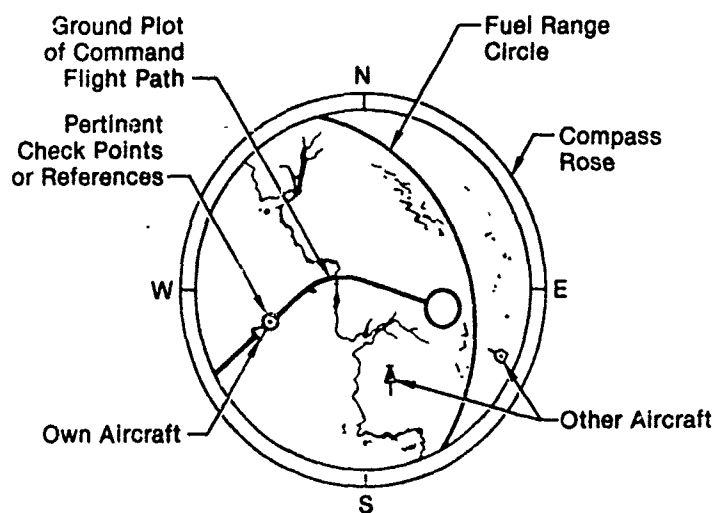 Ground Plot
of Command
Flight Path
Fuel Range
Circle
N
Pertinent
Check Points
or References
Compass
Rose
W
E
Own Aircraft
Other Aircraft
S